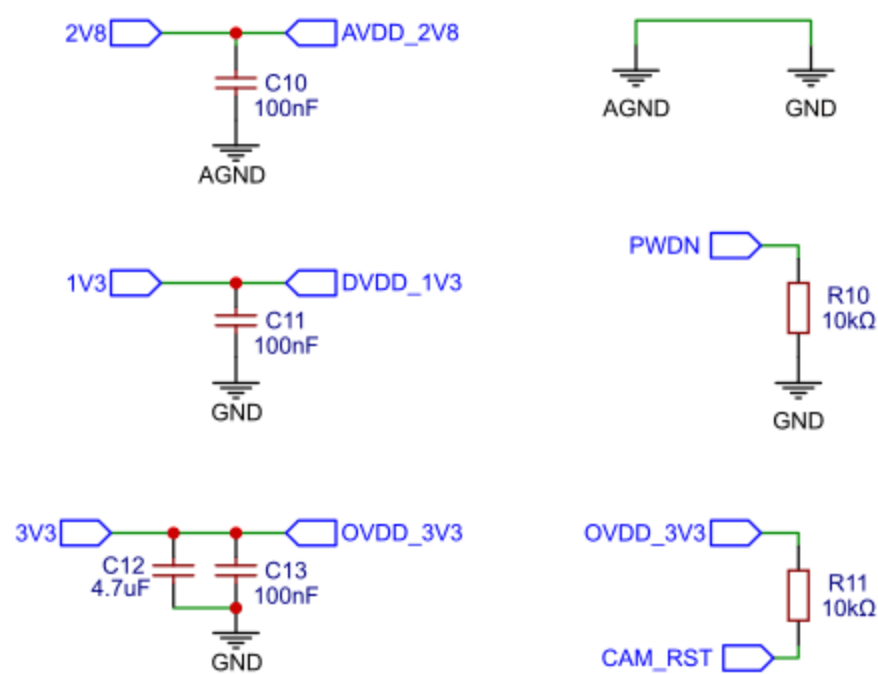 2V8
AVDD_2V8
C10
100nF
AGND
AGND
GND
1V3
DVDD_1V3
C11
100nF
GND
PWDN
R10
10kΩ
GND
3V3
OVDD_3V3
C12
4.7uF
C13
100nF
GND
OVDD_3V3
R11
10kΩ
CAM_RST